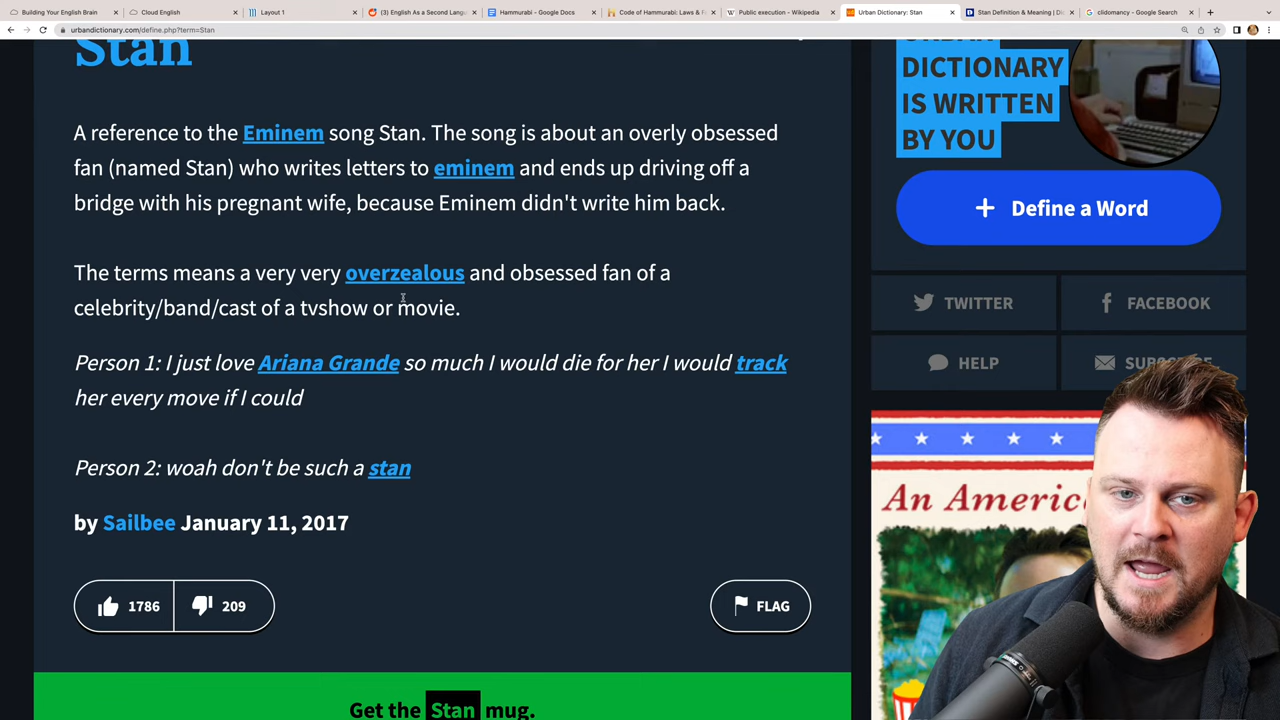 Building Your English Brain
Cloud English
Layout 1
(3) English As a Second Lang
Hammurabi - Google Docs
Code of Hammurabi: Laws & F
Public execution - Wikipedia
Urban Dictionary: Stan
Stan Definition & Meaning | Di
clidomancy - Google Search
urbandictionary.com/define.php?term=Stan
Stan
A reference to the Eminem song Stan. The song is about an overly obsessed
fan (named Stan) who writes letters to eminem and ends up driving off a
bridge with his pregnant wife, because Eminem didn't write him back.
The terms means a very very overzealous and obsessed fan of a
celebrity/band/cast of a tvshow or movie.
Person 1: I just love Ariana Grande so much I would die for her I would track
her every move if I could
Person 2: woah don't be such a stan
by Sailbee January 11, 2017
1786
209
FLAG
Get the Stan mug.
DICTIONARY
IS WRITTEN
BY YOU
+ Define a Word
TWITTER
FACEBOOK
HELP
An Americ